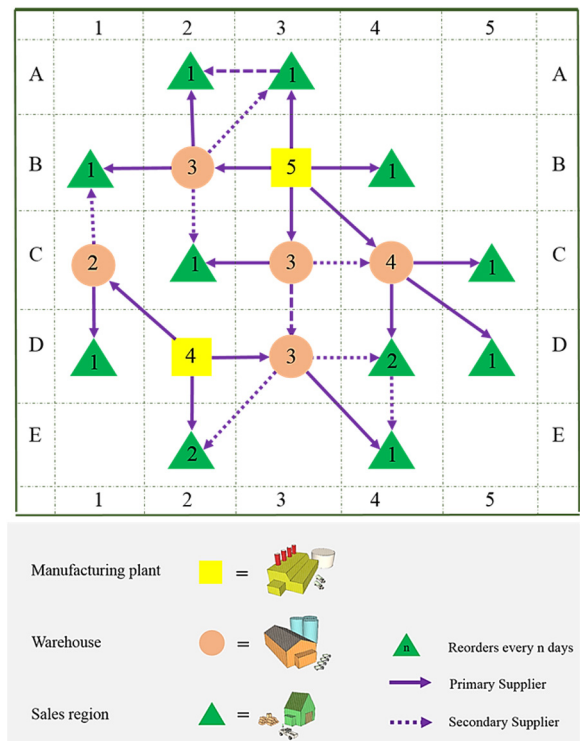 1 2 3 4 5
A 1 1 A
B 1 3 5 1 B
C 2 1 3 4 1 C
D 1 4 3 2 1 D
E 2 1 E
1 2 3 4 5
Manufacturing plant =
Warehouse = n Reorders every n days
Primary Supplier
Sales region = Secondary Supplier